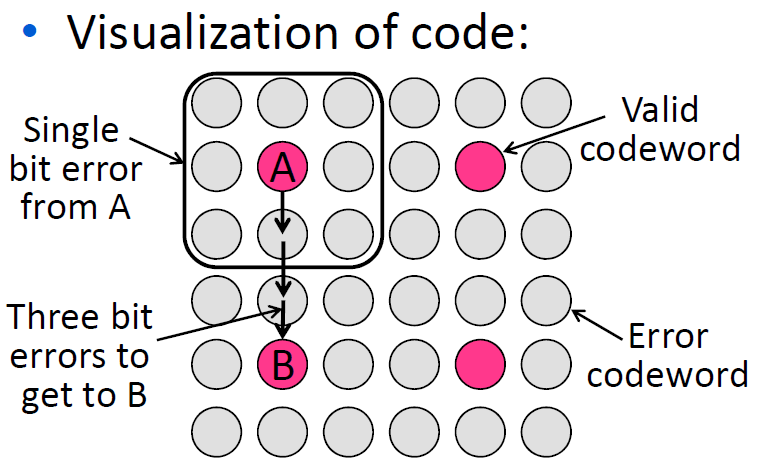 • Visualization of code:
Single
bit error
from A
Valid
codeword
A
Three bit
errors to
get to B
B
Error
codeword